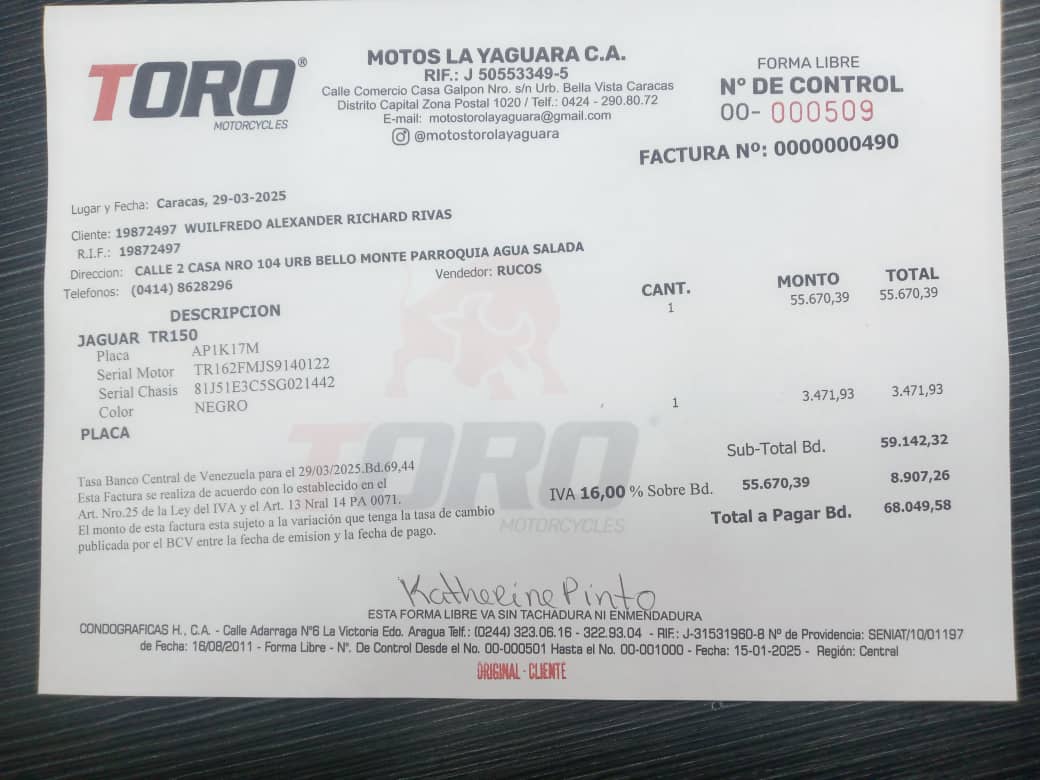 TORO®
MOTORCYCLES
MOTOS LA YAGUARA C.A.
RIF.: J 50553349-5
Calle Comercio Casa Galpon Nro. s/n Urb. Bella Vista Caracas
Distrito Capital Zona Postal 1020 / Telf.: 0424 - 290.80.72
E-mail: motostorolayaguara@gmail.com
@motostorolayaguara
FORMA LIBRE
Nº DE CONTROL
00- 000509
FACTURA Nº: 0000000490
Lugar y Fecha: Caracas, 29-03-2025
Cliente: 19872497 WUILFREDO ALEXANDER RICHARD RIVAS
R.I.F.: 19872497
Direccion: CALLE 2 CASA NRO 104 URB BELLO MONTE PARROQUIA AGUA SALADA
Telefonos: (0414) 8628296 Vendedor: RUCOS
DESCRIPCION CANT. MONTO TOTAL
JAGUAR TR150 1 55.670,39 55.670,39
Placa AP1K17M
Serial Motor TR162FMJS9140122
Serial Chasis 81J51E3C5SG021442
Color NEGRO
PLACA 1 3.471,93 3.471,93
TORO
MOTORCYCLES
Sub-Total Bd. 59.142,32
IVA 16,00 % Sobre Bd. 55.670,39 8.907,26
Total a Pagar Bd. 68.049,58
Tasa Banco Central de Venezuela para el 29/03/2025.Bd.69,44
Esta Factura se realiza de acuerdo con lo establecido en el
Art. Nro.25 de la Ley del IVA y el Art. 13 Nral 14 PA 0071.
El monto de esta factura esta sujeto a la variación que tenga la tasa de cambio
publicada por el BCV entre la fecha de emision y la fecha de pago.
Katherine Pinto
ESTA FORMA LIBRE VA SIN TACHADURA NI ENMENDADURA
CONDOGRAFICAS H., C.A. - Calle Adarraga N°6 La Victoria Edo. Aragua Telf.: (0244) 323.06.16 - 322.93.04 - RIF.: J-31531960-8 Nº de Providencia: SENIAT/10/01197
de Fecha: 16/08/2011 - Forma Libre - N°. De Control Desde el No. 00-000501 Hasta el No. 00-001000 - Fecha: 15-01-2025 - Región: Central
ORIGINAL - CLIENTE